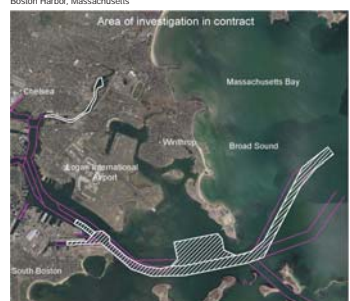 Boston Harbor, Massachusetts
Area of investigation in contract
Massachusetts Bay
Chelsea
Winthrop
Broad Sound
Logan International
Airport
South Boston